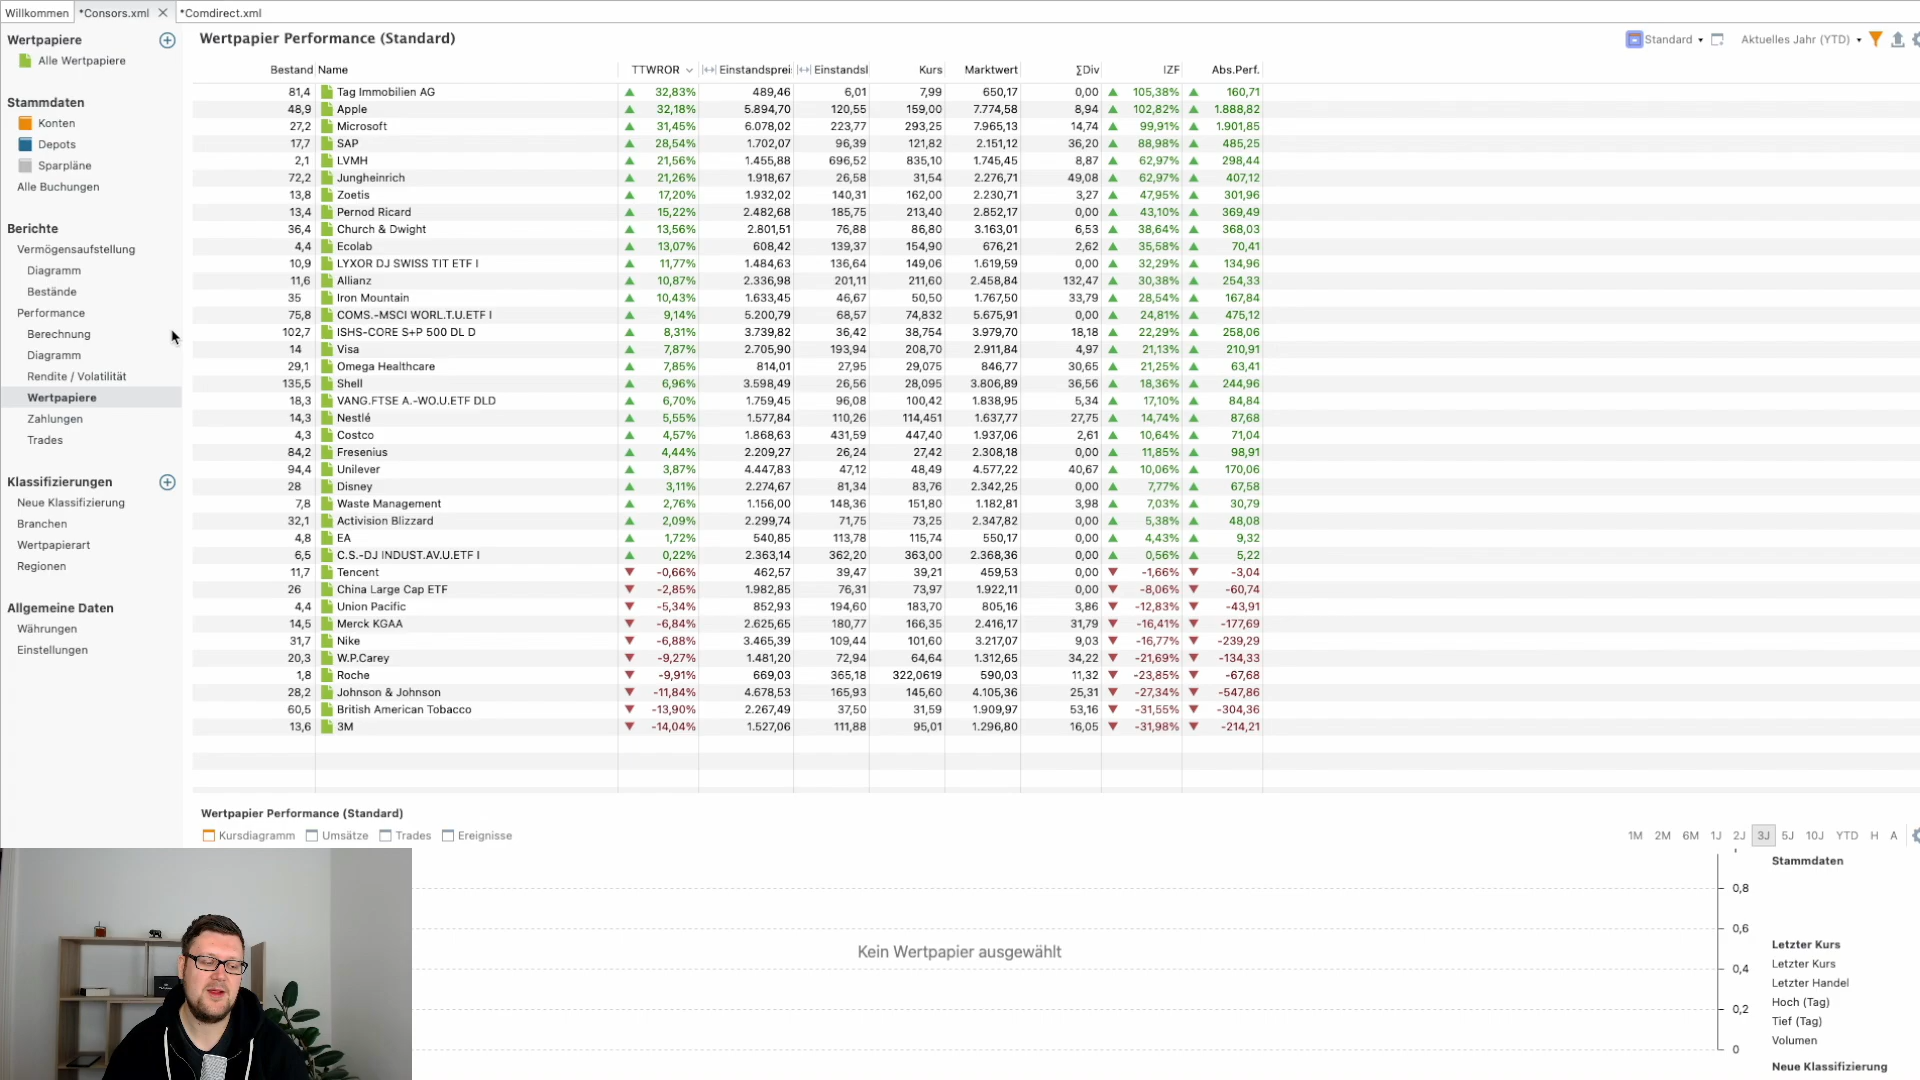 Willkommen *Consors.xml *Comdirect.xml
Wertpapiere
Alle Wertpapiere
Stammdaten
Konten
Depots
Sparpläne
Alle Buchungen
Berichte
Vermögensaufstellung
Diagramm
Bestände
Performance
Berechnung
Diagramm
Rendite / Volatilität
Wertpapiere
Zahlungen
Trades
Klassifizierungen
Neue Klassifizierung
Branchen
Wertpapierart
Regionen
Allgemeine Daten
Währungen
Einstellungen
Wertpapier Performance (Standard)
Standard Aktuelles Jahr (YTD)
Bestand Name TTWROR Einstandsprei: Einstandsl Kurs Marktwert ∑Div IZF Abs.Perf.
81,4 Tag Immobilien AG 32,83% 489,46 6,01 7,99 650,17 0,00 105,38% 160,71
48,9 Apple 32,18% 5.894,70 120,55 159,00 7.774,58 8,94 102,82% 1.888,82
27,2 Microsoft 31,45% 6.078,02 223,77 293,25 7.965,13 14,74 99,91% 1.901,85
17,7 SAP 28,54% 1.702,07 96,39 121,82 2.151,12 36,20 88,98% 485,25
2,1 LVMH 21,56% 1.455,88 696,52 835,10 1.745,45 8,87 62,97% 298,44
72,2 Jungheinrich 21,26% 1.918,67 26,58 31,54 2.276,71 49,08 62,97% 407,12
13,8 Zoetis 17,20% 1.932,02 140,31 162,00 2.230,71 3,27 47,95% 301,96
13,4 Pernod Ricard 15,22% 2.482,68 185,75 213,40 2.852,17 0,00 43,10% 369,49
36,4 Church & Dwight 13,56% 2.801,51 76,88 86,80 3.163,01 6,53 38,64% 368,03
4,4 Ecolab 13,07% 608,42 139,37 154,90 676,21 2,62 35,58% 70,41
10,9 LYXOR DJ SWISS TIT ETF I 11,77% 1.484,63 136,64 149,06 1.619,59 0,00 32,29% 134,96
11,6 Allianz 10,87% 2.336,98 201,11 211,60 2.458,84 132,47 30,38% 254,33
35 Iron Mountain 10,43% 1.633,45 46,67 50,50 1.767,50 33,79 28,54% 167,84
75,8 COMS.-MSCI WORL.T.U.ETF I 9,14% 5.200,79 68,57 74,832 5.675,91 0,00 24,81% 475,12
102,7 ISHS-CORE S+P 500 DL D 8,31% 3.739,82 36,42 38,754 3.979,70 18,18 22,29% 258,06
14 Visa 7,87% 2.705,90 193,94 208,70 2.911,84 4,97 21,13% 210,91
29,1 Omega Healthcare 7,85% 814,01 27,95 29,075 846,77 30,65 21,25% 63,41
135,5 Shell 6,96% 3.598,49 26,56 28,095 3.806,89 36,56 18,36% 244,96
18,3 VANG.FTSE A.-WO.U.ETF DLD 6,70% 1.759,45 96,08 100,42 1.838,95 5,34 17,10% 84,84
14,3 Nestlé 5,55% 1.577,84 110,26 114,451 1.637,77 27,75 14,74% 87,68
4,3 Costco 4,57% 1.868,63 431,59 447,40 1.937,06 2,61 10,64% 71,04
84,2 Fresenius 4,44% 2.209,27 26,24 27,42 2.308,18 0,00 11,85% 98,91
94,4 Unilever 3,87% 4.447,83 47,12 48,49 4.577,22 40,67 10,06% 170,06
28 Disney 3,11% 2.274,67 81,34 83,76 2.342,25 0,00 7,77% 67,58
7,8 Waste Management 2,76% 1.156,00 148,36 151,80 1.182,81 3,98 7,03% 30,79
32,1 Activision Blizzard 2,09% 2.299,74 71,75 73,25 2.347,82 0,00 5,38% 48,08
4,8 EA 1,72% 540,85 113,78 115,74 550,17 0,00 4,43% 9,32
6,5 C.S.-DJ INDUST.AV.U.ETF I 0,22% 2.363,14 362,20 363,00 2.368,36 0,00 0,56% 5,22
11,7 Tencent -0,66% 462,57 39,47 39,21 459,53 0,00 -1,66% -3,04
26 China Large Cap ETF -2,85% 1.982,85 76,31 73,97 1.922,11 0,00 -8,06% -60,74
4,4 Union Pacific -5,34% 852,93 194,60 183,70 805,16 3,86 -12,83% -43,91
14,5 Merck KGAA -6,84% 2.625,65 180,77 166,35 2.416,17 31,79 -16,41% -177,69
31,7 Nike -6,88% 3.465,39 109,44 101,60 3.217,07 9,03 -16,77% -239,29
20,3 W.P.Carey -9,27% 1.481,20 72,94 64,64 1.312,65 34,22 -21,69% -134,33
1,8 Roche -9,91% 669,03 365,18 322,0619 590,03 11,32 -23,85% -67,68
28,2 Johnson & Johnson -11,84% 4.678,53 165,93 145,60 4.105,36 25,31 -27,34% -547,86
60,5 British American Tobacco -13,90% 2.267,49 37,50 31,59 1.909,97 53,16 -31,55% -304,36
13,6 3M -14,04% 1.527,06 111,88 95,01 1.296,80 16,05 -31,98% -214,21
Wertpapier Performance (Standard)
Kursdiagramm Umsätze Trades Ereignisse
1M 2M 6M 1J 2J 3J 5J 10J YTD H A
Kein Wertpapier ausgewählt
0,8
0,6
0,4
0,2
0
Stammdaten
Letzter Kurs
Letzter Kurs
Letzter Handel
Hoch (Tag)
Tief (Tag)
Volumen
Neue Klassifizierung